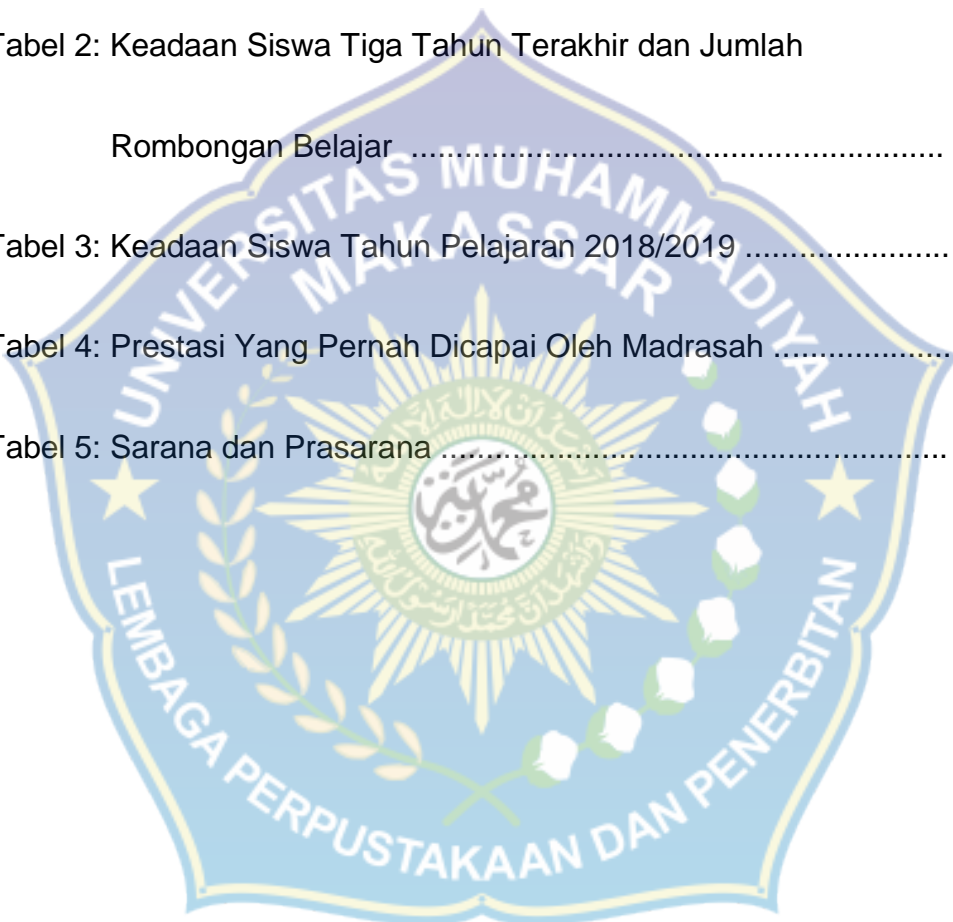 Tabel 2: Keadaan Siswa Tiga Tahun Terakhir dan Jumlah
Rombongan Belajar ............................................................
Tabel 3: Keadaan Siswa Tahun Pelajaran 2018/2019 .......................
Tabel 4: Prestasi Yang Pernah Dicapai Oleh Madrasah ....................
Tabel 5: Sarana dan Prasarana .........................................................
UNIVERSITAS MUHAMMADIYAH
MAKASSAR
محمد
LEMBAGA PERPUSTAKAAN DAN PENERBITAN